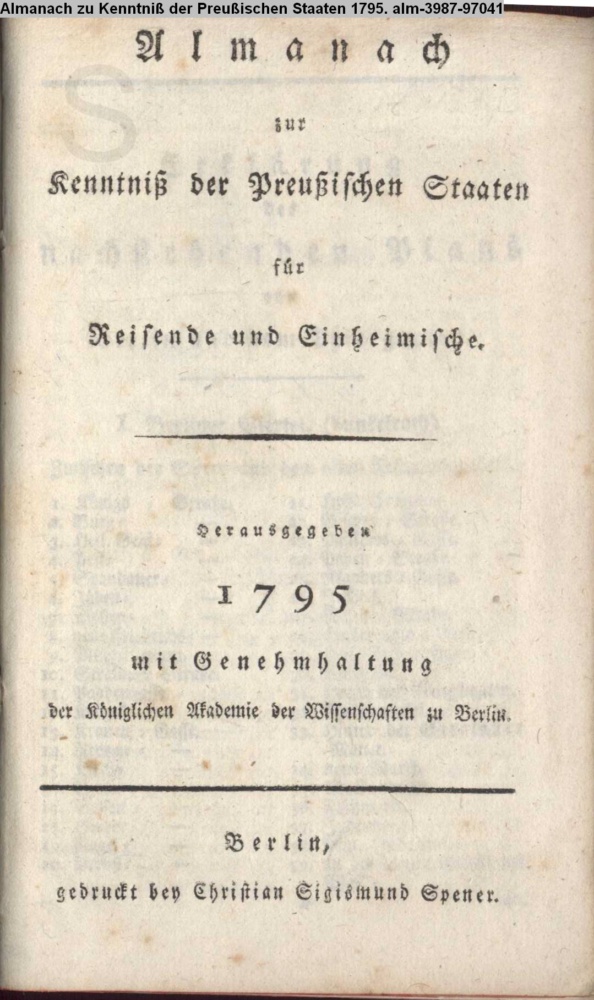 Almanach zu Kenntniß der Preußischen Staaten 1795. alm-3987-97041
Almanach
zur
Kenntniß der Preußischen Staaten
für
Reisende und Einheimische.
Herausgegeben
1795
mit Genehmhaltung
der Königlichen Akademie der Wissenschaften zu Berlin.
Berlin,
gedruckt bey Christian Sigismund Spener.